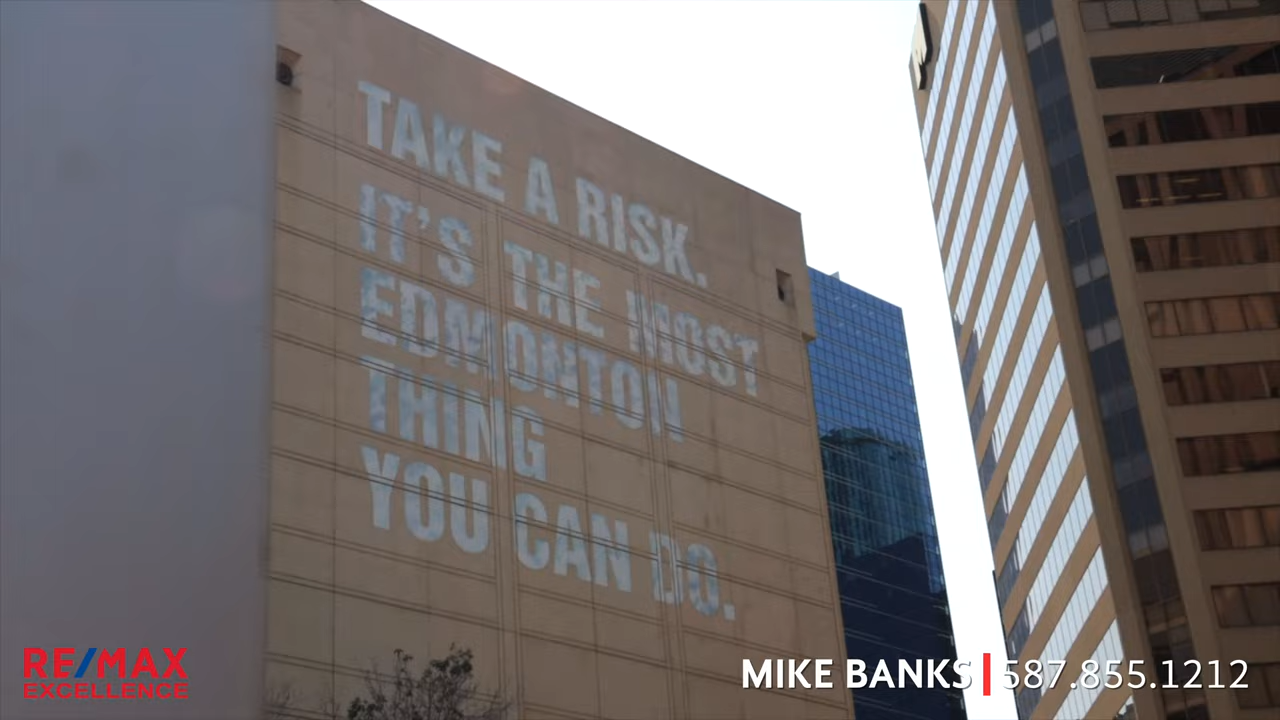 TAKE A RISK.
IT'S THE MOST
EDMONTON
THING
YOU CAN DO.
RE/MAX
EXCELLENCE
MIKE BANKS | 587.855.1212